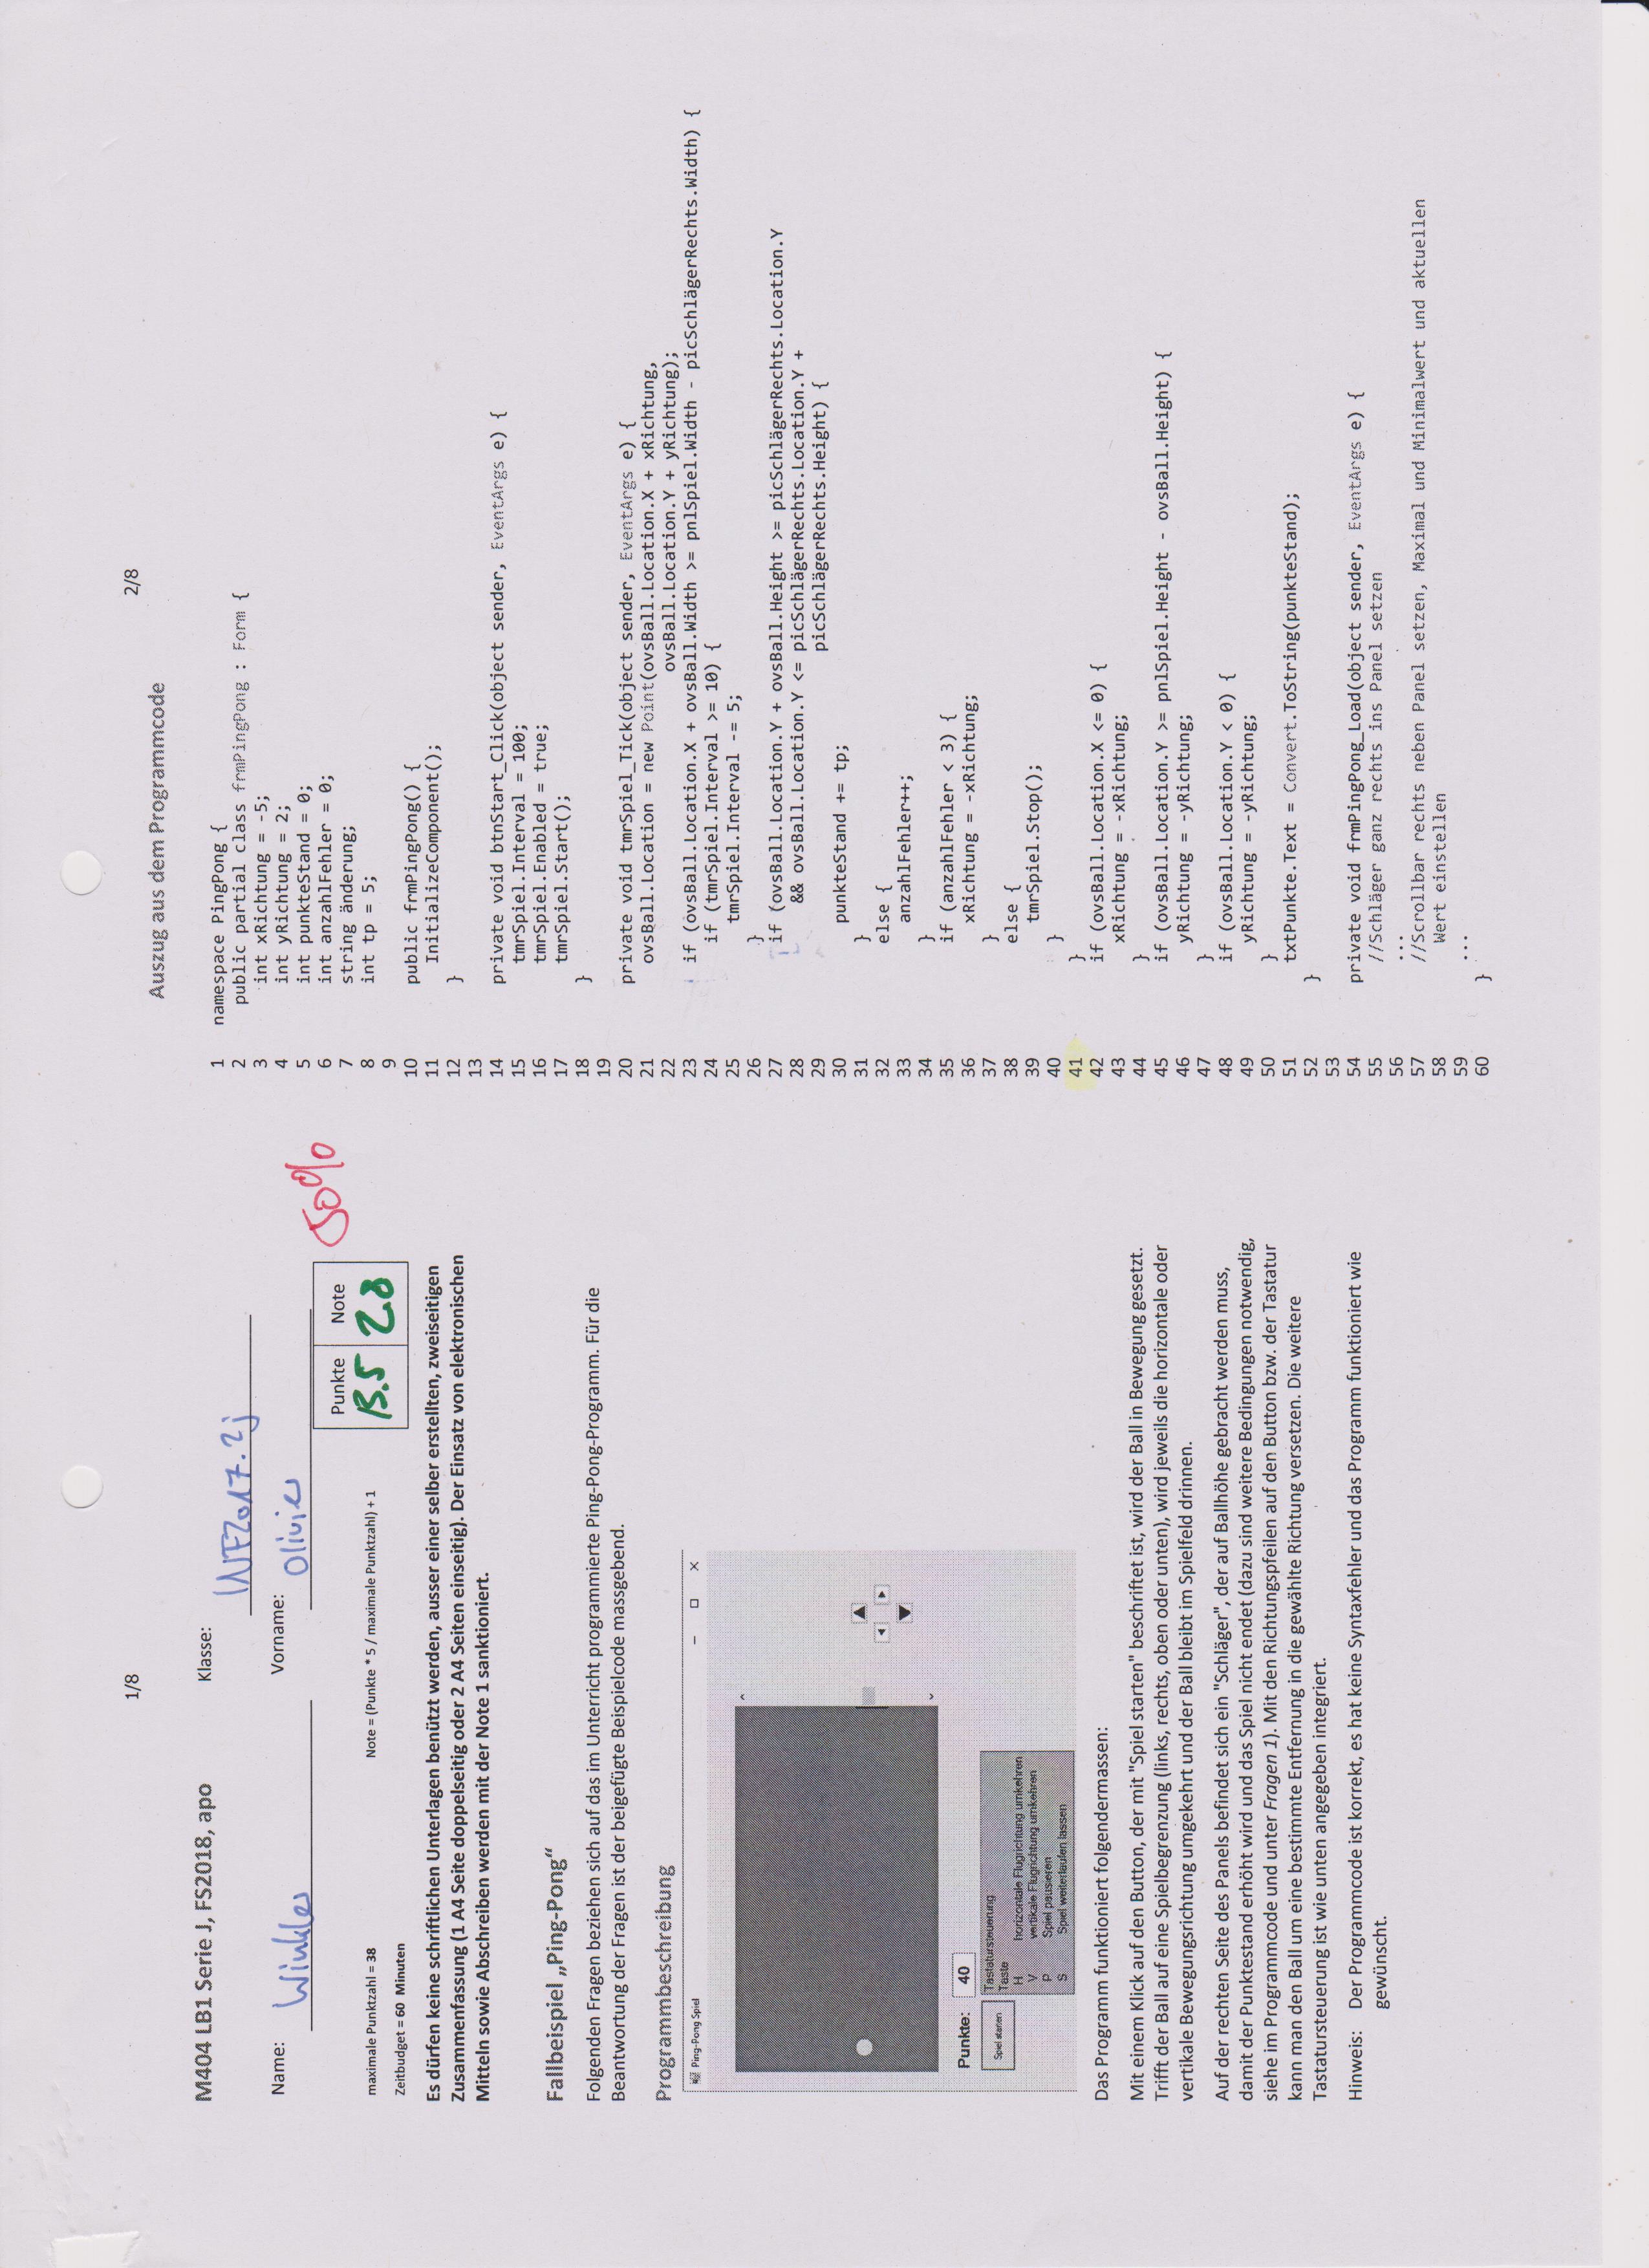 1/8
M404 LB1 Serie J, FS2018, apo
Klasse:
INF2017.2j
Name:
Winkler
Vorname:
Olivier
maximale Punktzahl = 38
Note = (Punkte * 5 / maximale Punktzahl) + 1
Zeitbudget = 60 Minuten
Punkte Note
13.5 2.8
50%
Es dürfen keine schriftlichen Unterlagen benützt werden, ausser einer selber erstellten, zweiseitigen
Zusammenfassung (1 A4 Seite doppelseitig oder 2 A4 Seiten einseitig). Der Einsatz von elektronischen
Mitteln sowie Abschreiben werden mit der Note 1 sanktioniert.
Fallbeispiel „Ping-Pong“
Folgenden Fragen beziehen sich auf das im Unterricht programmierte Ping-Pong-Programm. Für die
Beantwortung der Fragen ist der beigefügte Beispielcode massgebend.
Programmbeschreibung
Ping-Pong Spiel
Punkte: 40
Spiel starten
Tastatursteuerung
Taste
H horizontale Flugrichtung umkehren
V vertikale Flugrichtung umkehren
P Spiel pausieren
S Spiel weiterlaufen lassen
Das Programm funktioniert folgendermassen:
Mit einem Klick auf den Button, der mit "Spiel starten" beschriftet ist, wird der Ball in Bewegung gesetzt.
Trifft der Ball auf eine Spielbegrenzung (links, rechts, oben oder unten), wird jeweils die horizontale oder
vertikale Bewegungsrichtung umgekehrt und der Ball bleibt im Spielfeld drinnen.
Auf der rechten Seite des Panels befindet sich ein "Schläger", der auf Ballhöhe gebracht werden muss,
damit der Punktestand erhöht wird und das Spiel nicht endet (dazu sind weitere Bedingungen notwendig,
siehe im Programmcode und unter Fragen 1). Mit den Richtungspfeilen auf den Button bzw. der Tastatur
kann man den Ball um eine bestimmte Entfernung in die gewählte Richtung versetzen. Die weitere
Tastatursteuerung ist wie unten angegeben integriert.
Hinweis: Der Programmcode ist korrekt, es hat keine Syntaxfehler und das Programm funktioniert wie
gewünscht.
2/8
Auszug aus dem Programmcode
1 namespace PingPong {
2 public partial class frmPingPong : Form {
3 int xRichtung = -5;
4 int yRichtung = 2;
5 int punkteStand = 0;
6 int anzahlFehler = 0;
7 string änderung;
8 int tp = 5;
9
10 public frmPingPong() {
11 InitializeComponent();
12 }
13
14 private void btnStart_Click(object sender, EventArgs e) {
15 tmrSpiel.Interval = 100;
16 tmrSpiel.Enabled = true;
17 tmrSpiel.Start();
18 }
19
20 private void tmrSpiel_Tick(object sender, EventArgs e) {
21 ovsBall.Location = new Point(ovsBall.Location.X + xRichtung,
22 ovsBall.Location.Y + yRichtung);
23 if (ovsBall.Location.X + ovsBall.Width >= pnlSpiel.Width - picSchlägerRechts.Width) {
24 if (tmrSpiel.Interval >= 10) {
25 tmrSpiel.Interval -= 5;
26 }
27 if (ovsBall.Location.Y + ovsBall.Height >= picSchlägerRechts.Location.Y
28 && ovsBall.Location.Y <= picSchlägerRechts.Location.Y +
29 picSchlägerRechts.Height) {
30 punkteStand += tp;
31 }
32 else {
33 anzahlFehler++;
34 }
35 if (anzahlFehler < 3) {
36 xRichtung = -xRichtung;
37 }
38 else {
39 tmrSpiel.Stop();
40 }
41 }
42 if (ovsBall.Location.X <= 0) {
43 xRichtung = -xRichtung;
44 }
45 if (ovsBall.Location.Y >= pnlSpiel.Height - ovsBall.Height) {
46 yRichtung = -yRichtung;
47 }
48 if (ovsBall.Location.Y < 0) {
49 yRichtung = -yRichtung;
50 }
51 txtPunkte.Text = Convert.ToString(punkteStand);
52 }
53
54 private void frmPingPong_Load(object sender, EventArgs e) {
55 //Schläger ganz rechts ins Panel setzen
56 ...
57 //Scrollbar rechts neben Panel setzen, Maximal und Minimalwert und aktuellen
58 Wert einstellen
59 ...
60 }